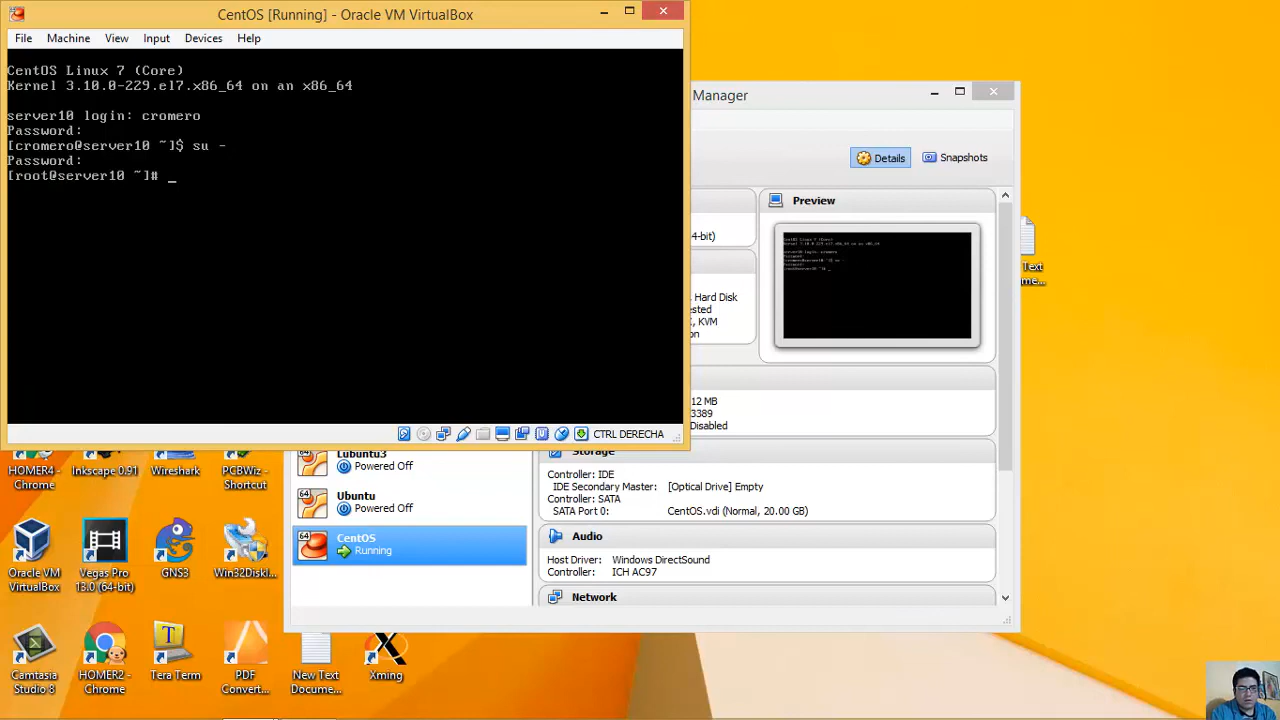 CentOS [Running] - Oracle VM VirtualBox
File Machine View Input Devices Help
CentOS Linux 7 (Core)
Kernel 3.10.0-229.el7.x86_64 on an x86_64
server10 login: cromero
Password:
[cromero@server10 ~]$ su -
Password:
[root@server10 ~]# _
CTRL DERECHA
Manager
Details
Snapshots
4-bit)
Hard Disk
ested
X, KVM
on
Preview
12 MB
3389
Disabled
Storage
Controller: IDE
IDE Secondary Master: [Optical Drive] Empty
Controller: SATA
SATA Port 0: CentOS.vdi (Normal, 20.00 GB)
Audio
Host Driver: Windows DirectSound
Controller: ICH AC97
Network
Lubuntu3
Powered Off
Ubuntu
Powered Off
CentOS
Running
Text
me...
HOMER4 -
Chrome
Inkscape 0.91
Wireshark
PCBWiz -
Shortcut
Oracle VM
VirtualBox
Vegas Pro
13.0 (64-bit)
GNS3
Win32DiskI...
Camtasia
Studio 8
HOMER2 -
Chrome
Tera Term
PDF
Convert...
New Text
Docume...
Xming